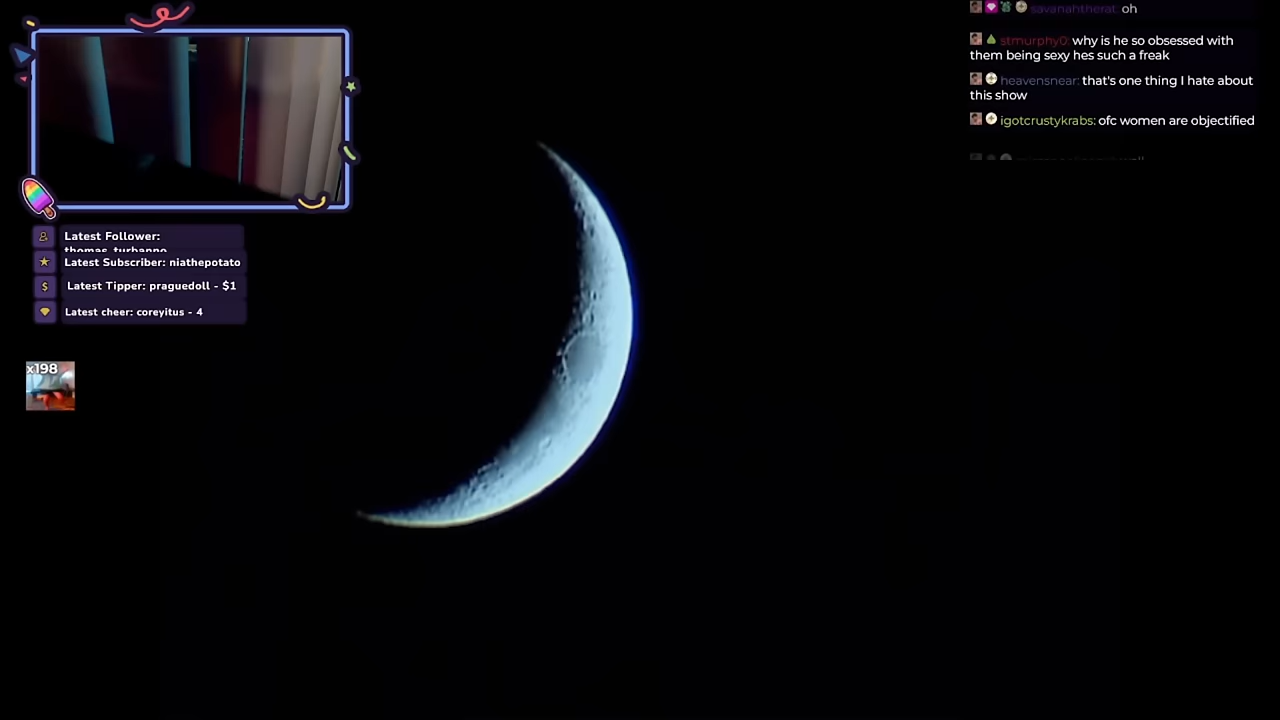 savanahtherat: oh
stmurphy0: why is he so obsessed with
them being sexy hes such a freak
heavensnear: that's one thing I hate about
this show
igotcrustykrabs: ofc women are objectified
Latest Follower:
thomas_turbanno
Latest Subscriber: niathepotato
Latest Tipper: praguedoll - $1
Latest cheer: coreyitus - 4
x198